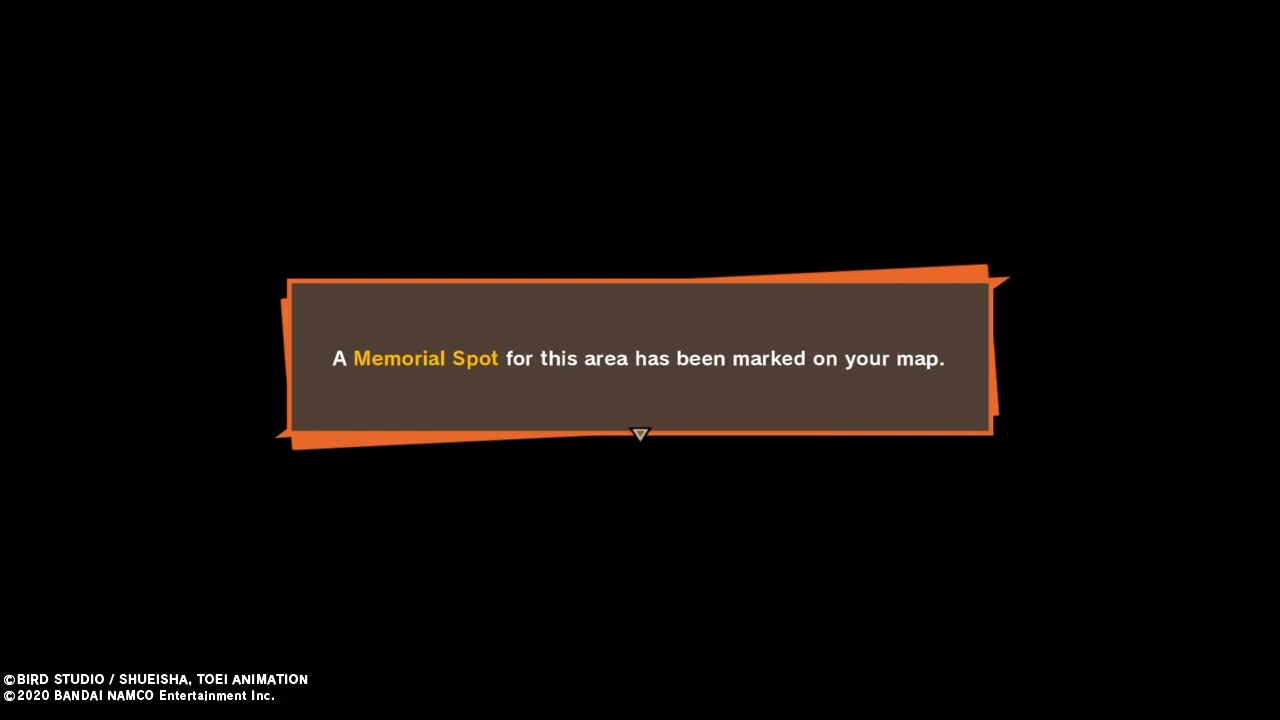 A Memorial Spot for this area has been marked on your map.
©BIRD STUDIO / SHUEISHA, TOEI ANIMATION
©2020 BANDAI NAMCO Entertainment Inc.